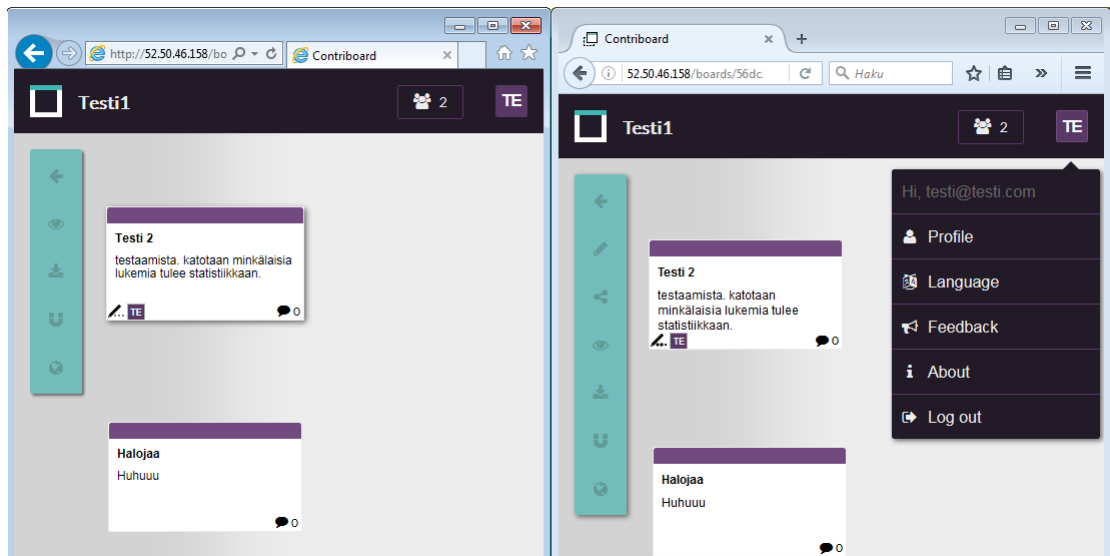 http://52.50.46.158/bo
Contriboard
Testi1
2
TE
Testi 2
testaamista. katotaan minkälaisia
lukemia tulee statistiikkaan.
TE
0
Halojaa
Huhuuu
0
Contriboard
52.50.46.158/boards/56dc
Haku
Testi1
2
TE
Hi, testi@testi.com
Profile
Language
Feedback
About
Log out
Testi 2
testaamista. katotaan
minkälaisia lukemia tulee
statistiikkaan.
TE
0
Halojaa
Huhuuu
0